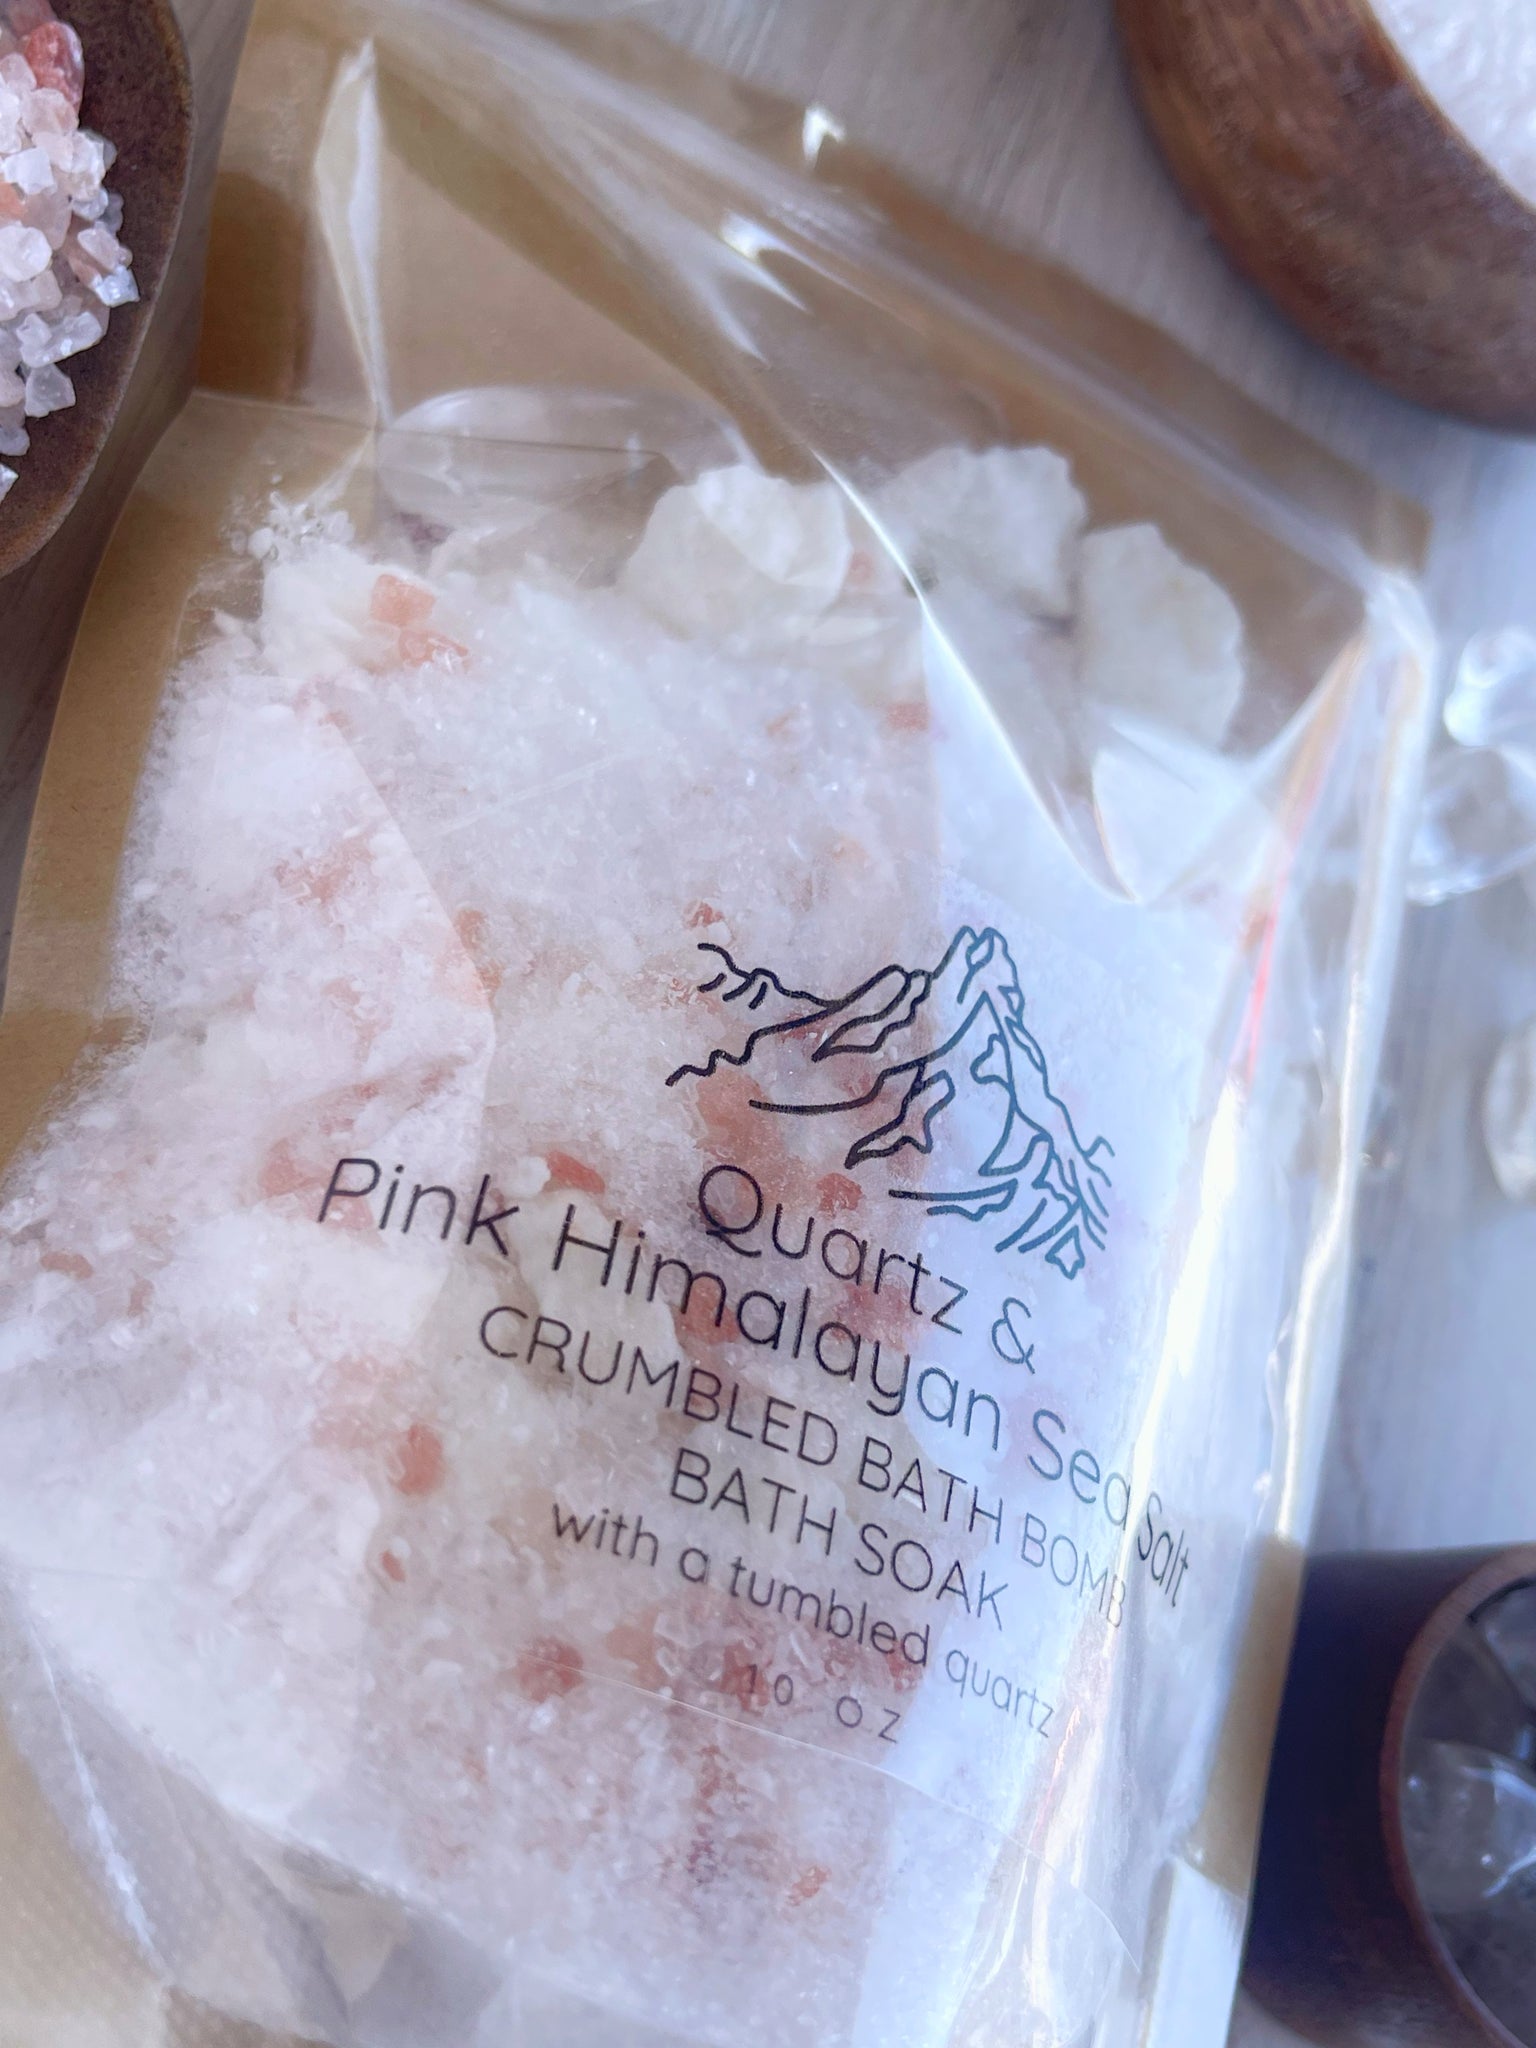 Quartz &
Pink Himalayan Sea Salt
CRUMBLED BATH BOMB
BATH SOAK
with a tumbled quartz
10 OZ